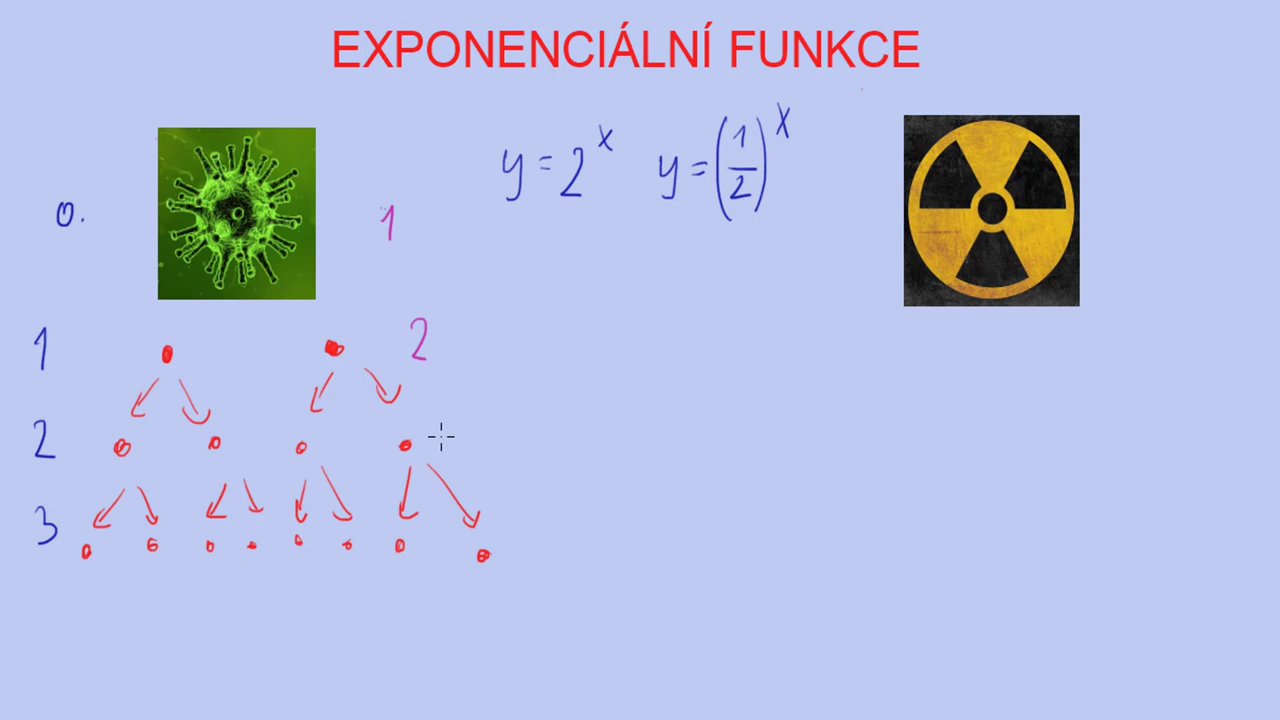 EXPONENCIÁLNÍ FUNKCE
y = 2^x y = (1/2)^x
0. 1
1 2
2
3